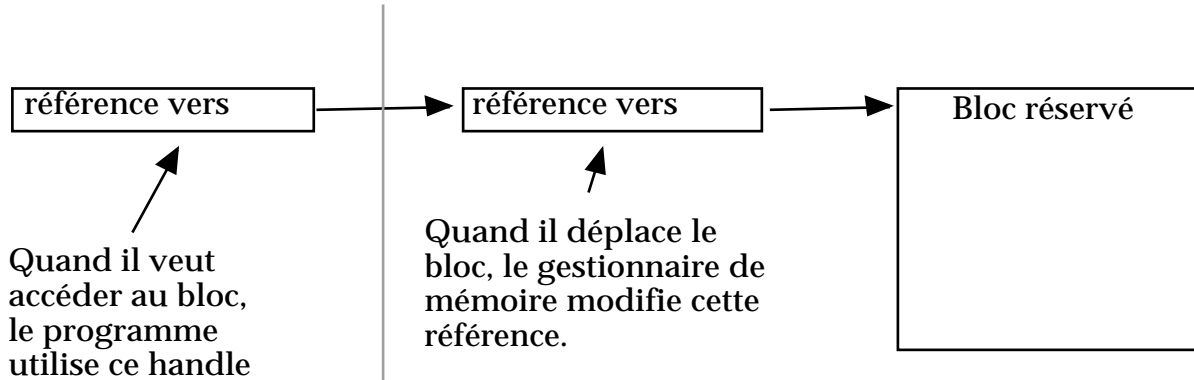 référence vers
référence vers
Bloc réservé
Quand il veut
accéder au bloc,
le programme
utilise ce handle
Quand il déplace le
bloc, le gestionnaire de
mémoire modifie cette
référence.